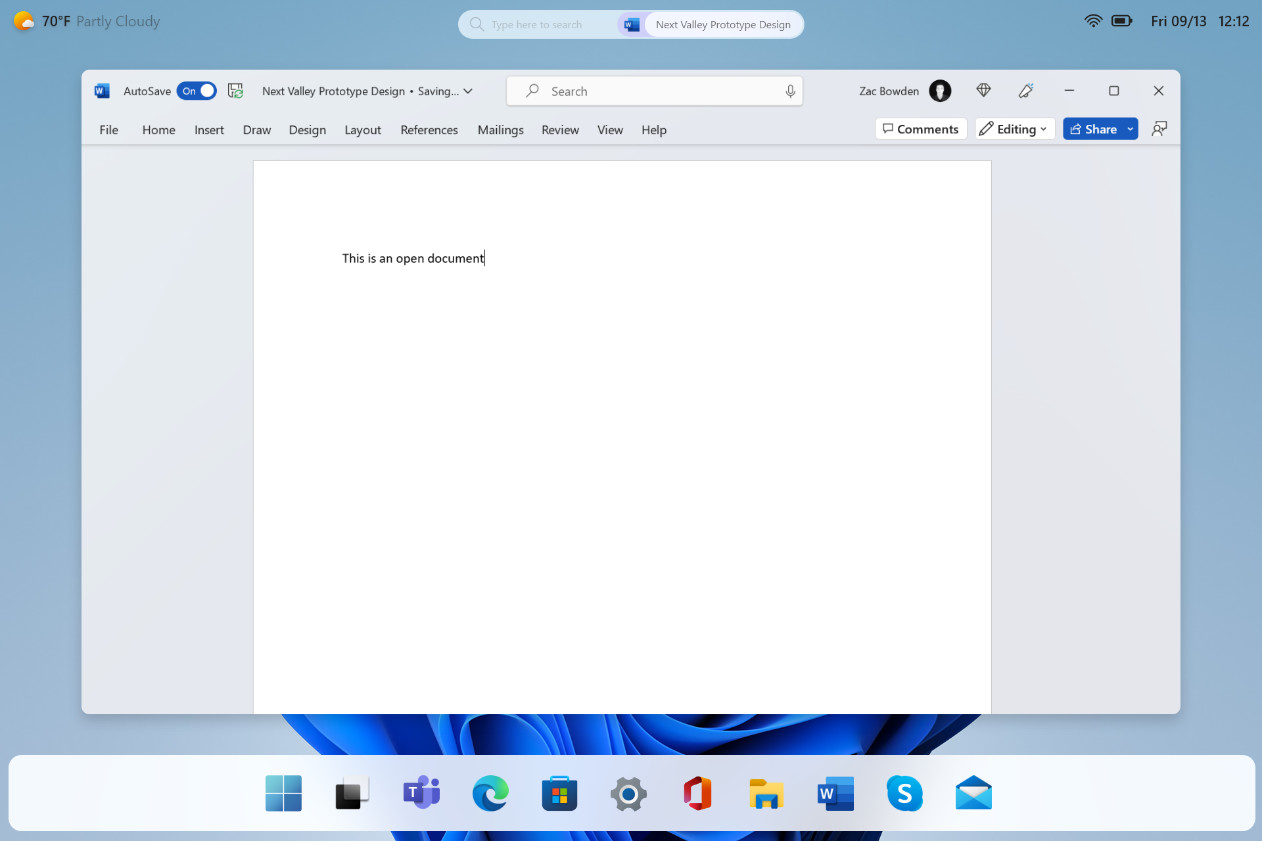 70°F Partly Cloudy
Type here to search
Next Valley Prototype Design
Fri 09/13 12:12
AutoSave On
Next Valley Prototype Design • Saving...
Search
Zac Bowden
File Home Insert Draw Design Layout References Mailings Review View Help
Comments Editing Share
This is an open document